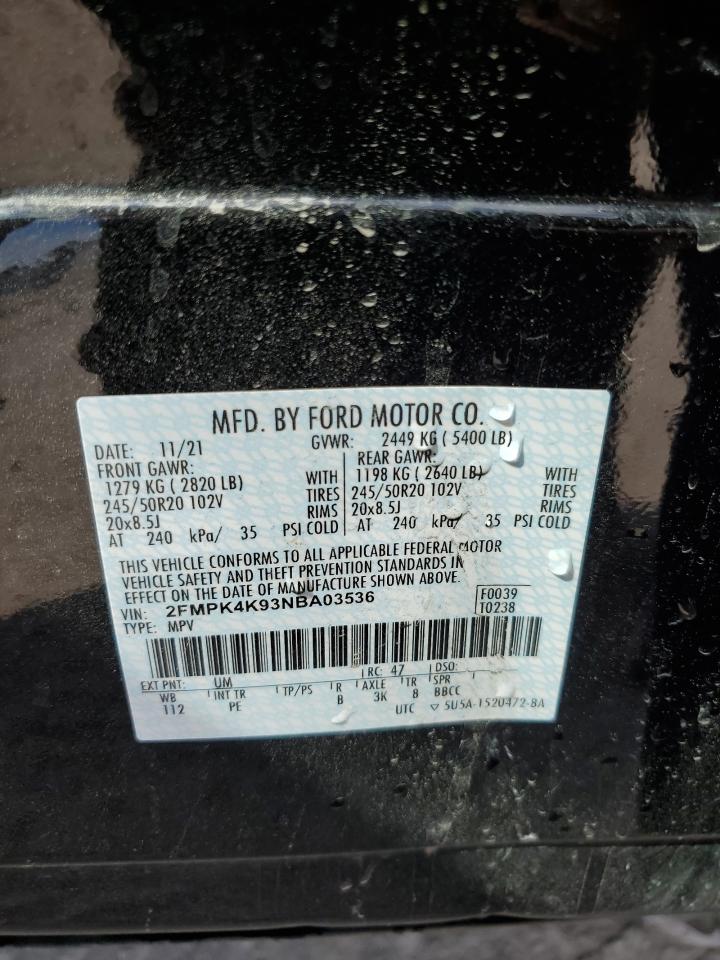 MFD. BY FORD MOTOR CO.
DATE: 11/21 GVWR: 2449 KG ( 5400 LB)
FRONT GAWR: REAR GAWR:
1279 KG ( 2820 LB) WITH 1198 KG ( 2640 LB) WITH
245/50R20 102V TIRES 245/50R20 102V TIRES
20x8.5J RIMS 20x8.5J RIMS
AT 240 kPa/ 35 PSI COLD AT 240 kPa/ 35 PSI COLD
THIS VEHICLE CONFORMS TO ALL APPLICABLE FEDERAL MOTOR
VEHICLE SAFETY AND THEFT PREVENTION STANDARDS IN
EFFECT ON THE DATE OF MANUFACTURE SHOWN ABOVE.
VIN: 2FMPK4K93NBA03536 F0039
TYPE: MPV T0238
EXT PNT: UM RC: 47 DSO:
WB INT TR TP/PS R AXLE TR SPR
112 PE B 3K 8 BBCC
UTC ▽ 5U5A-1520472-BA